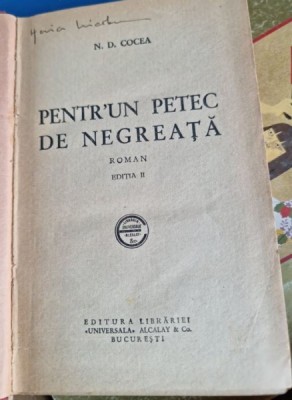 N. D. COCEA
PENTR'UN PETEC
DE NEGREAȚĂ
ROMAN
EDIȚIA II
EDITURA LIBRĂRIEI
«UNIVERSALA» ALCALAY & Co.
BUCUREȘTI